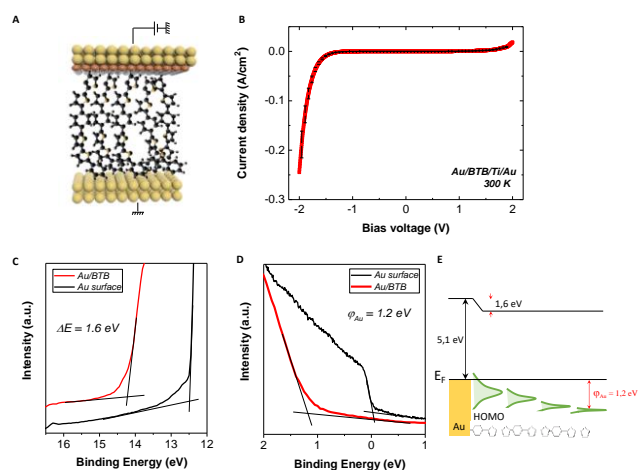 A
B
0.0
-0.1
-0.2
-0.3
Current density (A/cm²)
Au/BTB/Ti/Au
300 K
-2
-1
0
1
2
Bias voltage (V)
C
Au/BTB
Au surface
ΔE = 1.6 eV
Intensity (a.u.)
16
15
14
13
12
Binding Energy (eV)
D
Au surface
Au/BTB
φAu = 1.2 eV
Intensity (a.u.)
2
1
0
1
Binding Energy (eV)
E
1,6 eV
5,1 eV
EF
φAu = 1,2 eV
HOMO
Au